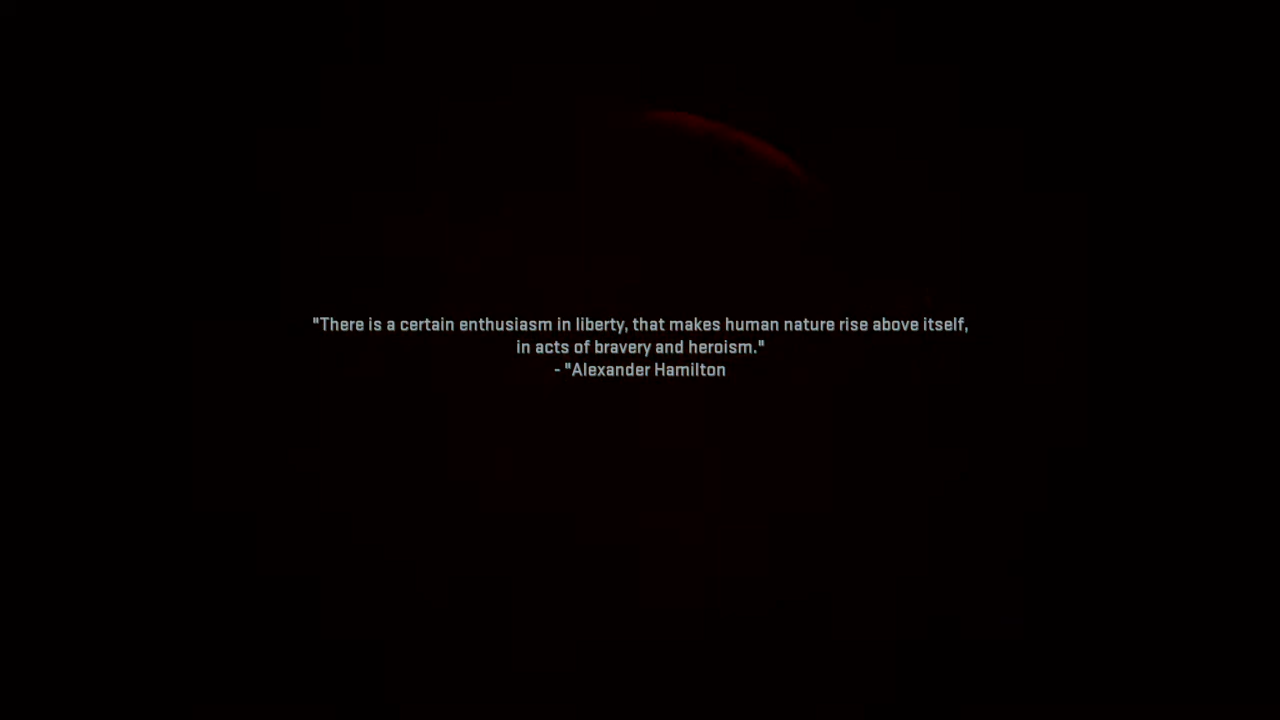 "There is a certain enthusiasm in liberty, that makes human nature rise above itself,
in acts of bravery and heroism."
- "Alexander Hamilton